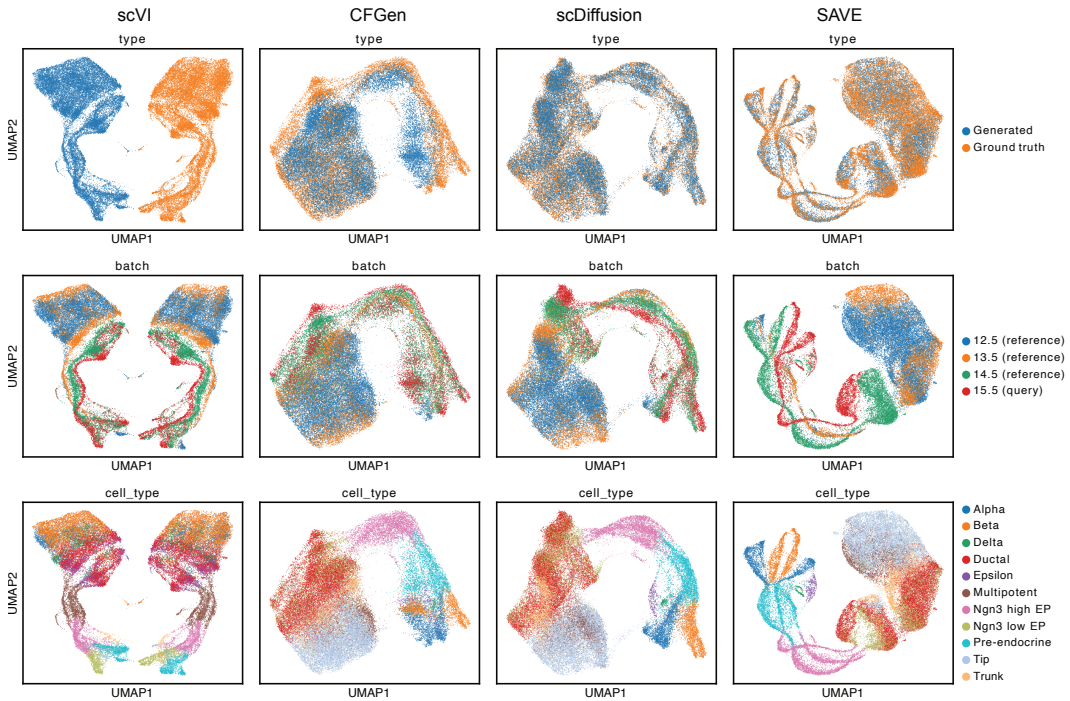 scVI CFGen scDiffusion SAVE
type type type type
UMAP2
Generated
Ground truth
UMAP1 UMAP1 UMAP1 UMAP1
batch batch batch batch
UMAP2
12.5 (reference)
13.5 (reference)
14.5 (reference)
15.5 (query)
UMAP1 UMAP1 UMAP1 UMAP1
cell_type cell_type cell_type cell_type
UMAP2
Alpha
Beta
Delta
Ductal
Epsilon
Multipotent
Ngn3 high EP
Ngn3 low EP
Pre-endocrine
Tip
Trunk
UMAP1 UMAP1 UMAP1 UMAP1